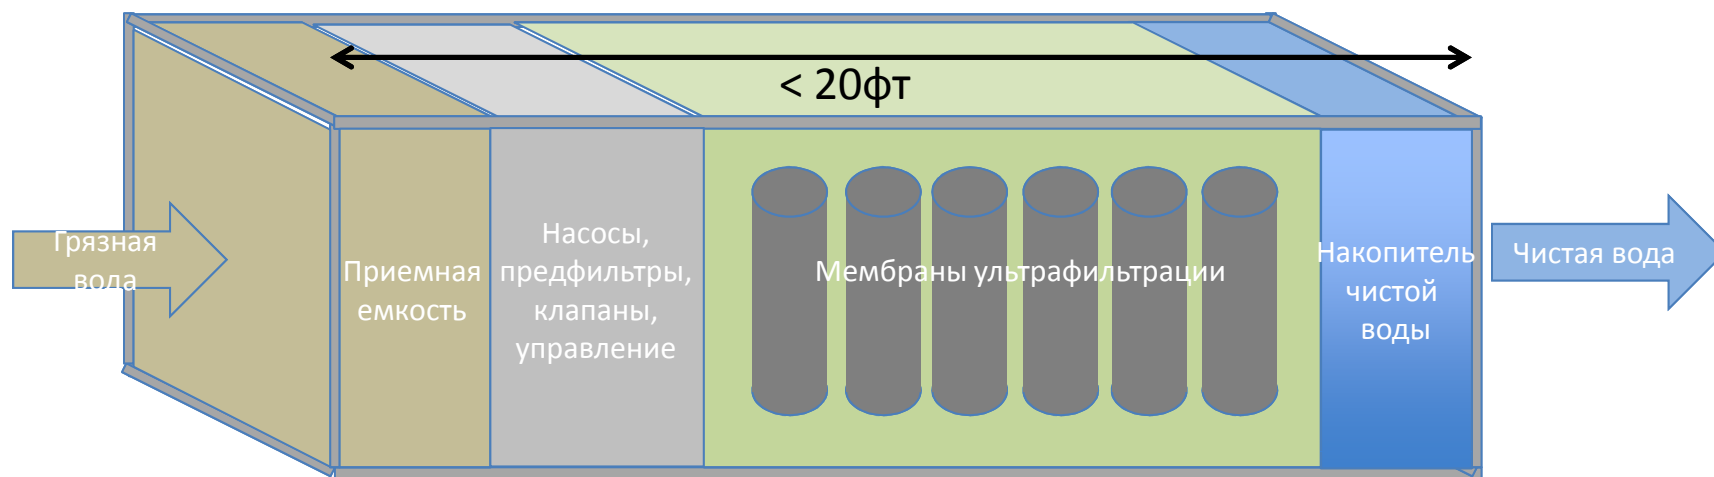 < 20фт
Грязная
вода
Приемная
емкость
Насосы,
предфильтры,
клапаны,
управление
Мембраны ультрафильтрации
Накопитель
чистой
воды
Чистая вода